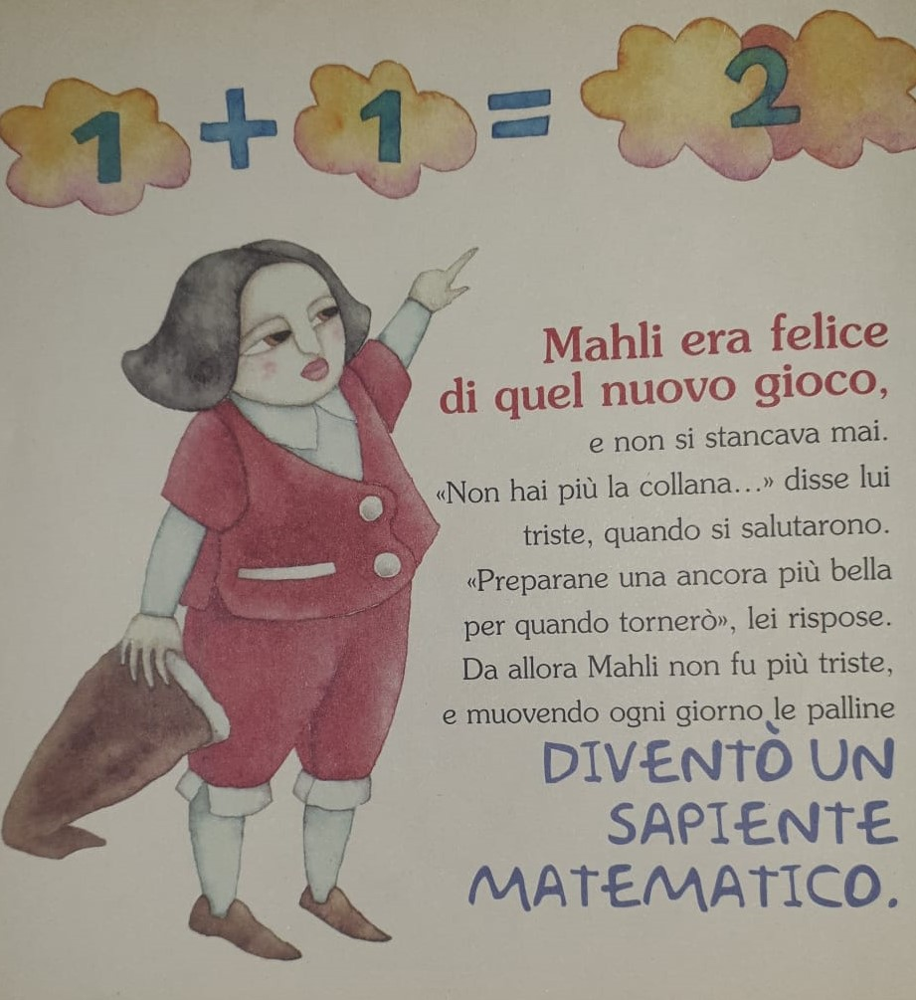 1 + 1 = 2
Mahli era felice
di quel nuovo gioco,
e non si stancava mai.
«Non hai più la collana...» disse lui
triste, quando si salutarono.
«Preparane una ancora più bella
per quando tornerò», lei rispose.
Da allora Mahli non fu più triste,
e muovendo ogni giorno le palline
DIVENTÒ UN
SAPIENTE
MATEMATICO.